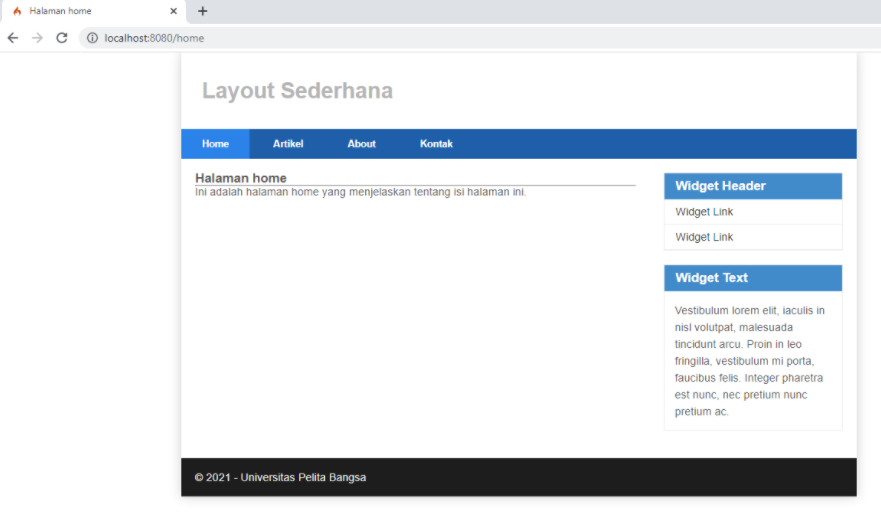 Halaman home
localhost:8080/home
Layout Sederhana
Home Artikel About Kontak
Halaman home
Ini adalah halaman home yang menjelaskan tentang isi halaman ini.
Widget Header
Widget Link
Widget Link
Widget Text
Vestibulum lorem elit, iaculis in
nisl volutpat, malesuada
tincidunt arcu. Proin in leo
fringilla, vestibulum mi porta,
faucibus felis. Integer pharetra
est nunc, nec pretium nunc
pretium ac.
© 2021 - Universitas Pelita Bangsa